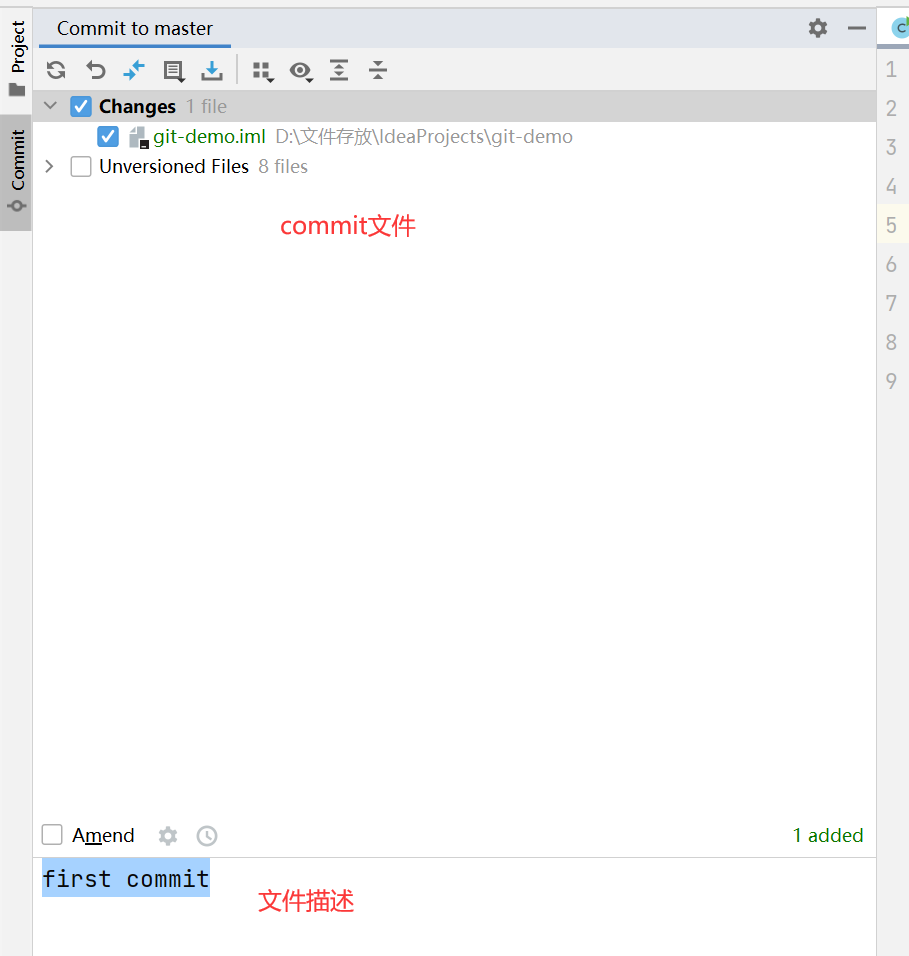 Project
Commit
Commit to master
Changes 1 file
git-demo.iml D:\文件存放\IdeaProjects\git-demo
Unversioned Files 8 files
commit文件
Amend
1 added
first commit
文件描述
C
1
2
3
4
5
6
7
8
9